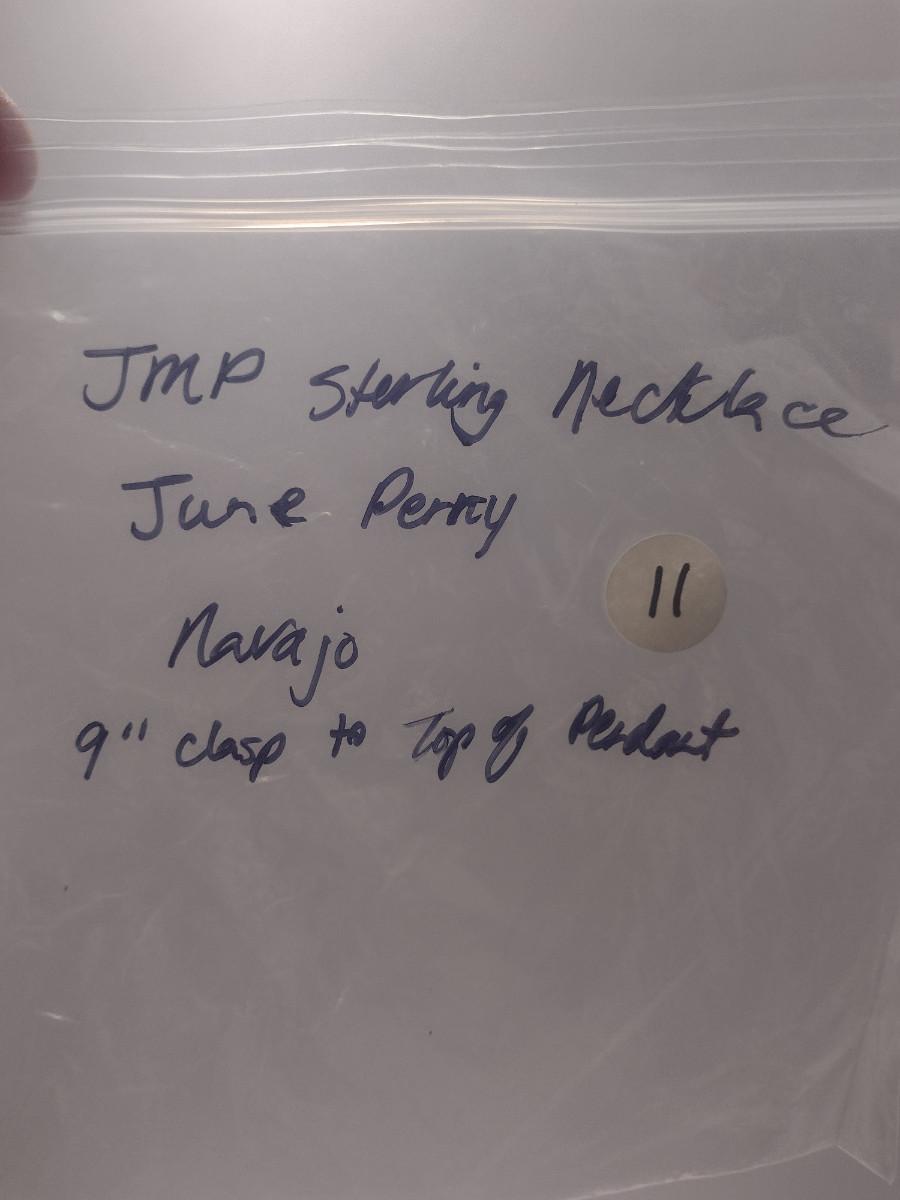 JMP Sterling Necklace
June Perry
11
Navajo
9" clasp to Top of Pendant